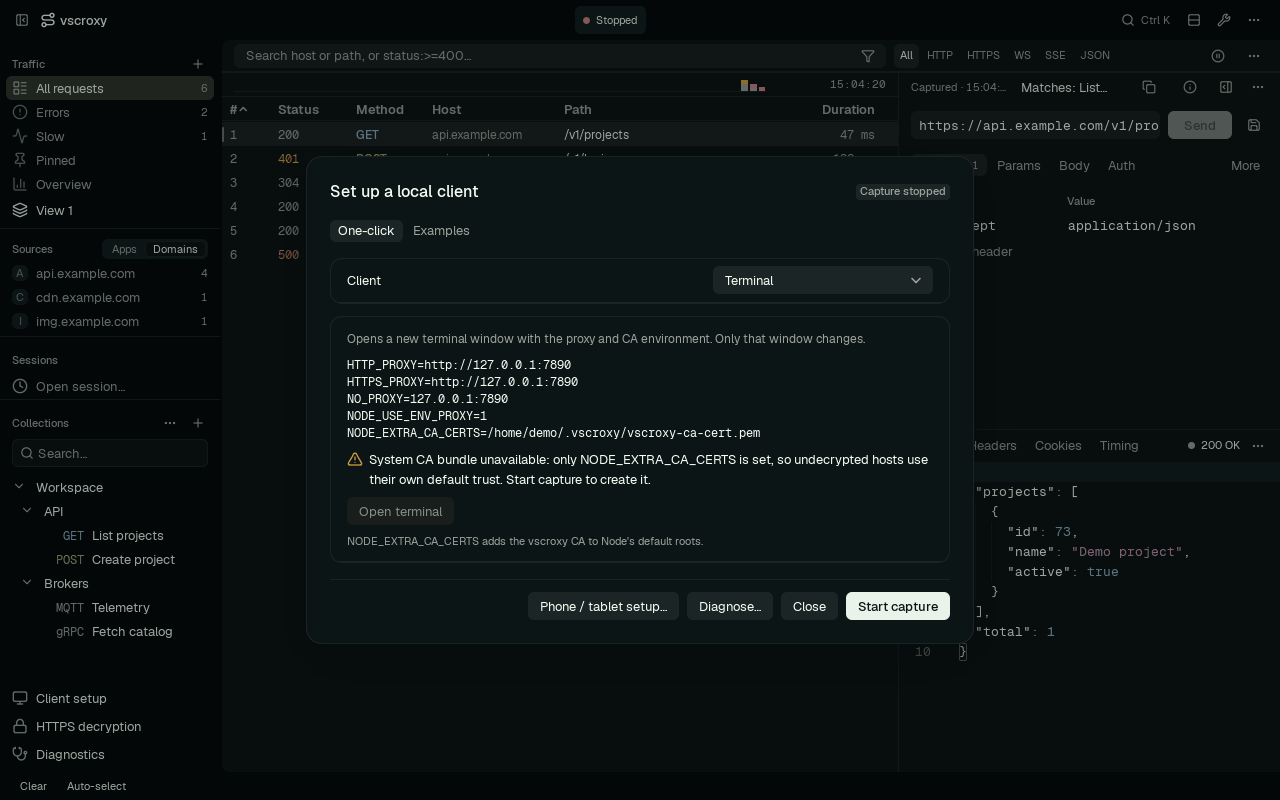 vscroxy
Stopped
Ctrl K
Traffic
All requests 6
Errors 2
Slow 1
Pinned
Overview
View 1
Sources Apps Domains
A api.example.com 4
C cdn.example.com 1
I img.example.com 1
Sessions
Open session...
Collections
Search...
Workspace
API
GET List projects
POST Create project
Brokers
MQTT Telemetry
gRPC Fetch catalog
Client setup
HTTPS decryption
Diagnostics
Clear Auto-select
Search host or path, or status:>=400...
All HTTP HTTPS WS SSE JSON
15:04:20
# Status Method Host Path Duration
1 200 GET api.example.com /v1/projects 47 ms
2 401
3 304
4 200
5 200
6 500
Set up a local client
Capture stopped
One-click Examples
Client Terminal
Opens a new terminal window with the proxy and CA environment. Only that window changes.
HTTP_PROXY=http://127.0.0.1:7890
HTTPS_PROXY=http://127.0.0.1:7890
NO_PROXY=127.0.0.1:7890
NODE_USE_ENV_PROXY=1
NODE_EXTRA_CA_CERTS=/home/demo/.vscroxy/vscroxy-ca-cert.pem
System CA bundle unavailable: only NODE_EXTRA_CA_CERTS is set, so undecrypted hosts use
their own default trust. Start capture to create it.
Open terminal
NODE_EXTRA_CA_CERTS adds the vscroxy CA to Node's default roots.
Phone / tablet setup... Diagnose... Close Start capture
Captured · 15:04:... Matches: List...
https://api.example.com/v1/pro Send
1 Params Body Auth More
Value
application/json
header
Headers Cookies Timing 200 OK
"projects": [
{
"id": 73,
"name": "Demo project",
"active": true
}
],
"total": 1
10 }